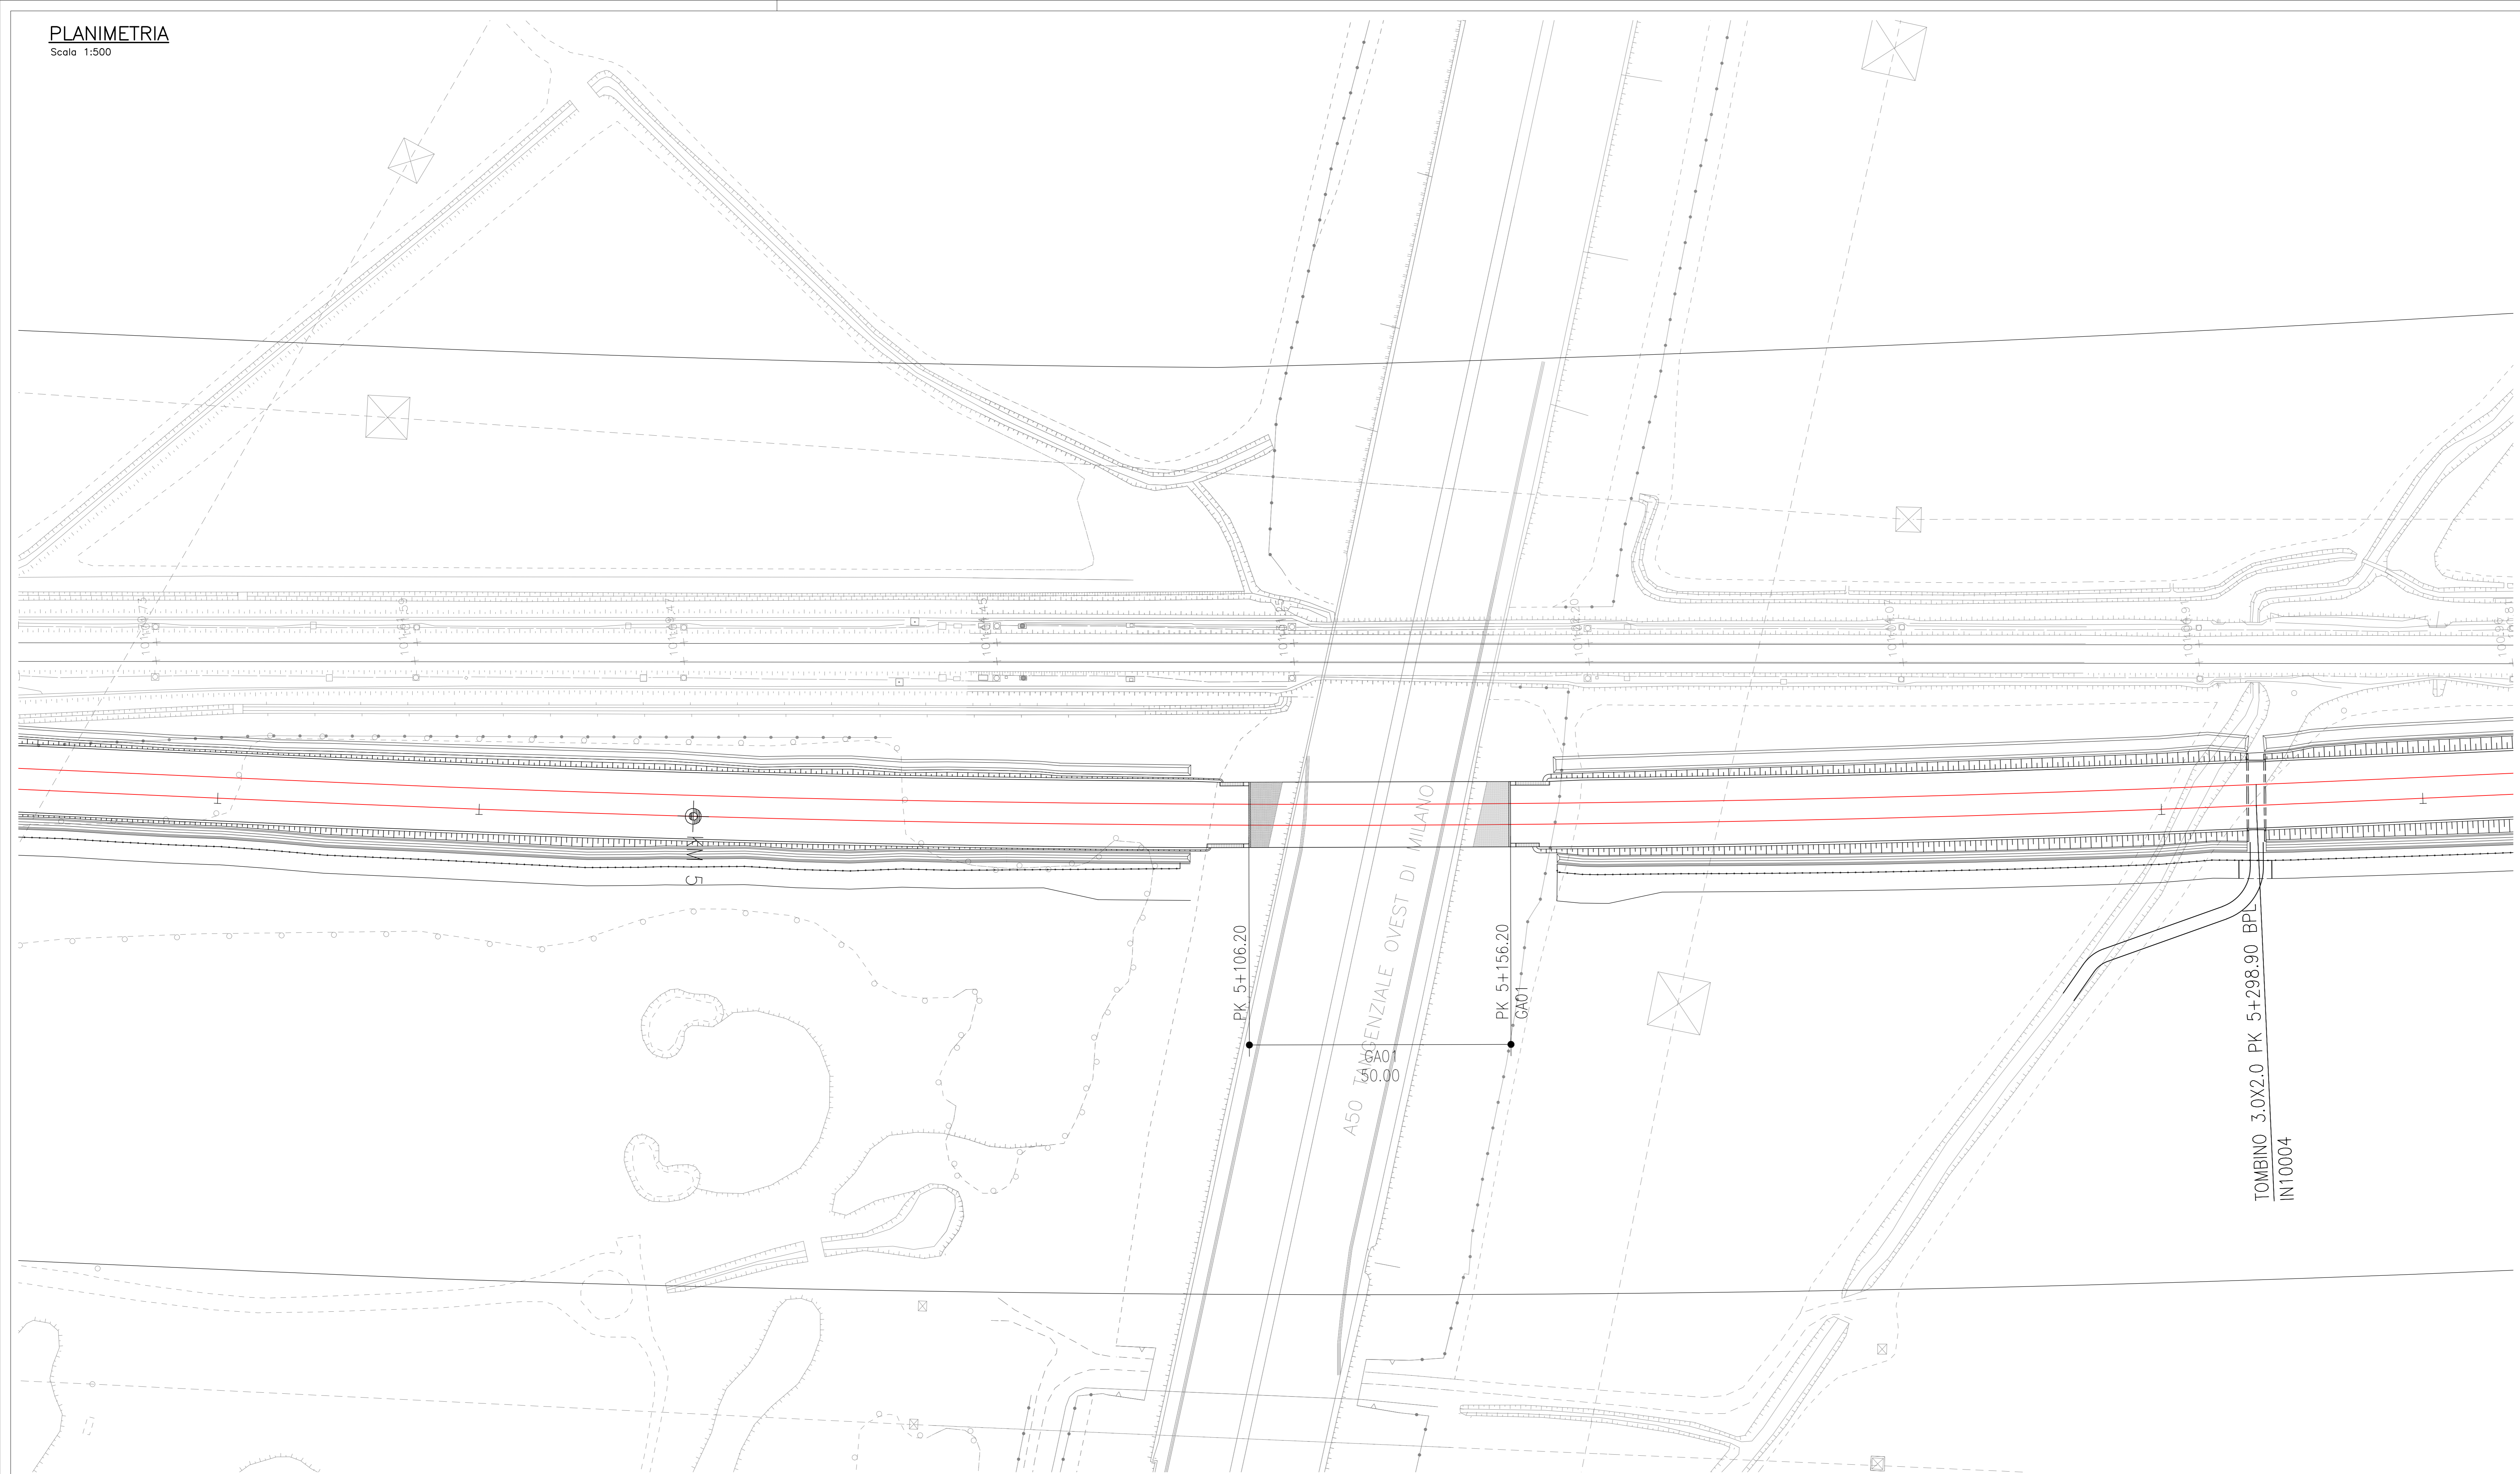 PLANIMETRIA
Scala 1:500
KM 5
PK 5+106.20
PK 5+156.20
GA01
GA01
50.00
A50 TANGENZIALE OVEST DI MILANO
TOMBINO 3.0X2.0 PK 5+298.90 BPL
IN10004